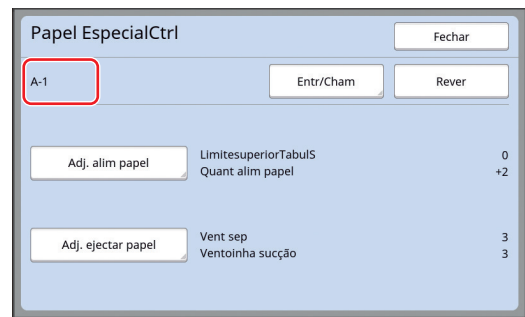 Papel EspecialCtrl
Fechar
A-1
Entr/Cham
Rever
Adj. alim papel
LimitesuperiorTabulS 0
Quant alim papel +2
Adj. ejectar papel
Vent sep 3
Ventoinha sucção 3